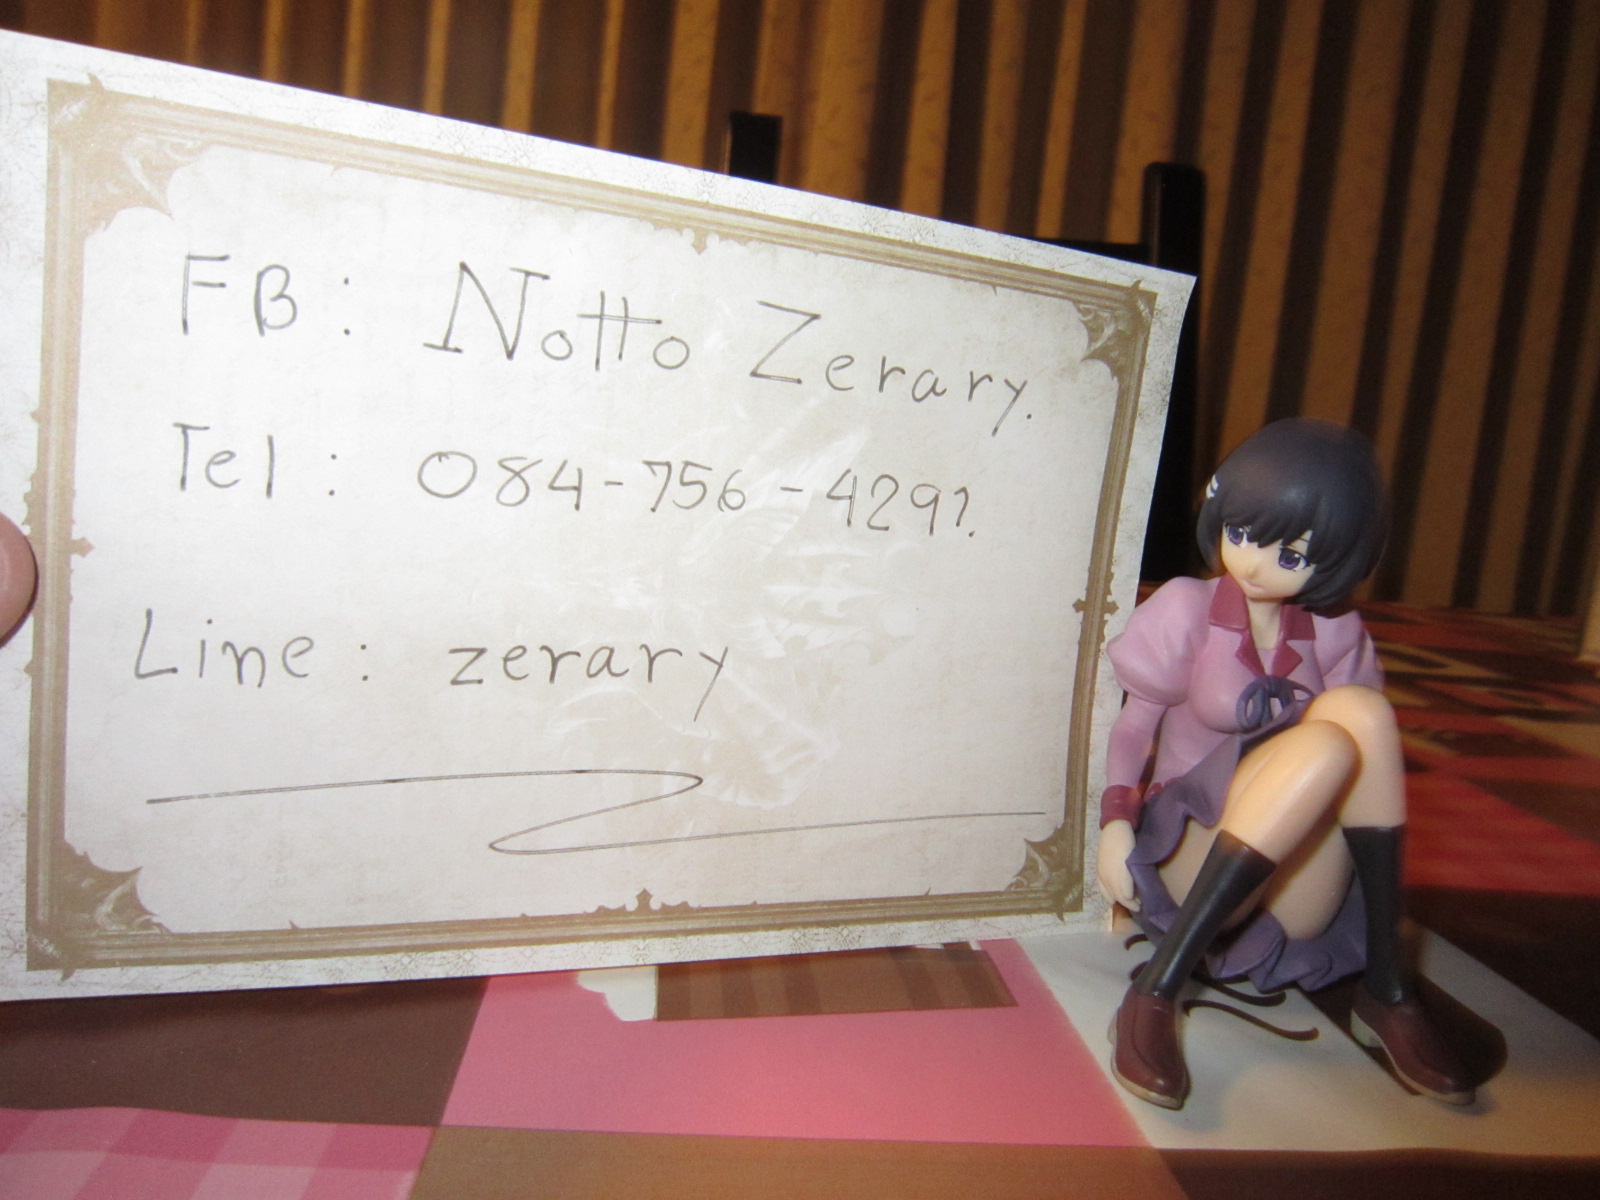 FB : Notto Zerary.
Tel : 084-756-4291.
Line : zerary